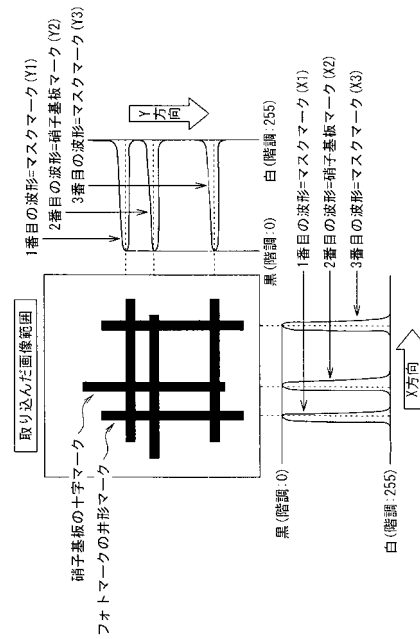 取り込んだ画像範囲
硝子基板の十字マーク
フォトマークの井形マーク
1番目の波形=マスクマーク(Y1)
2番目の波形=硝子基板マーク(Y2)
3番目の波形=マスクマーク(Y3)
Y方向
黒(階調:0)
白(階調:255)
黒(階調:0)
白(階調:255)
1番目の波形=マスクマーク(X1)
2番目の波形=硝子基板マーク(X2)
3番目の波形=マスクマーク(X3)
X方向